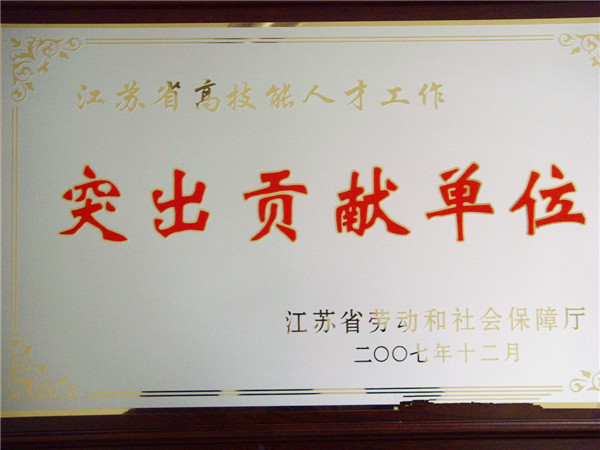 江苏省高技能人才工作
突出贡献单位
江苏省劳动和社会保障厅
二〇〇七年十二月